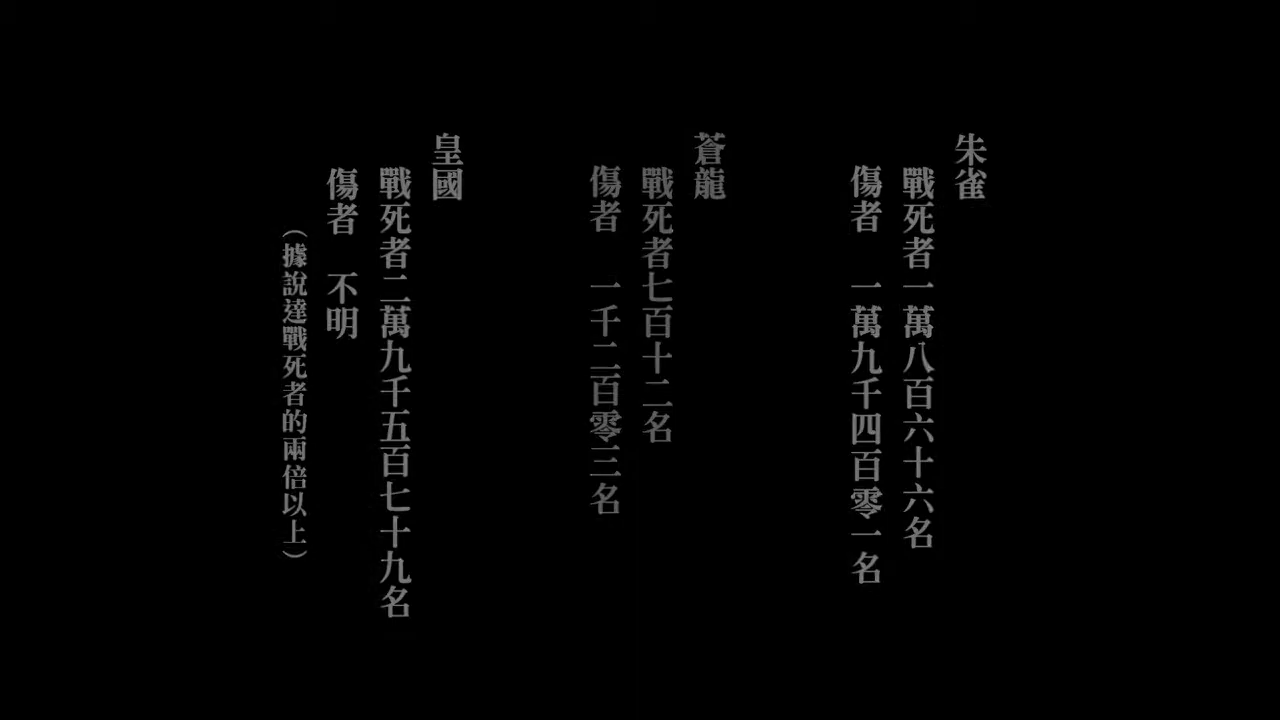 朱雀
戰死者一萬八百六十六名
傷者　一萬九千四百零一名
蒼龍
戰死者七百十二名
傷者　一千二百零三名
皇國
戰死者二萬九千五百七十九名
傷者　不明
（據說達戰死者的兩倍以上）